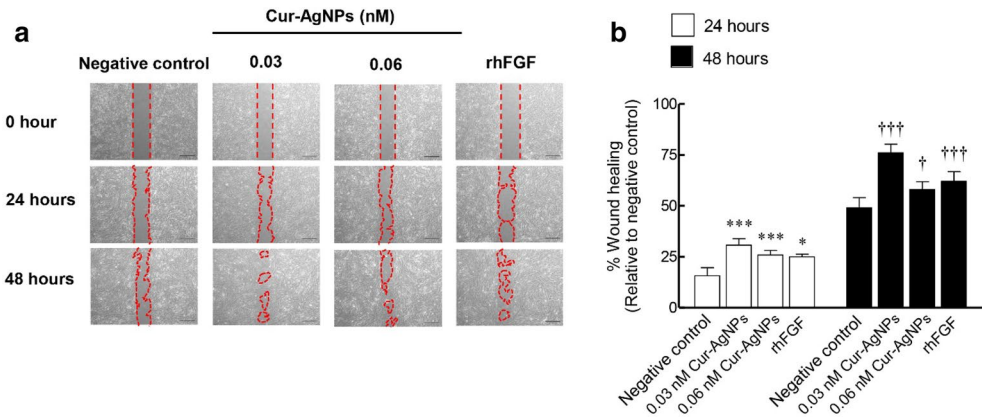 a
Cur-AgNPs (nM)
Negative control
0.03
0.06
rhFGF
0 hour
24 hours
48 hours
b
24 hours
48 hours
% Wound healing
(Relative to negative control)
100
75
50
25
0
***
***
*
†††
†
†††
Negative control
0.03 nM Cur-AgNPs
0.06 nM Cur-AgNPs
rhFGF
Negative control
0.03 nM Cur-AgNPs
0.06 nM Cur-AgNPs
rhFGF